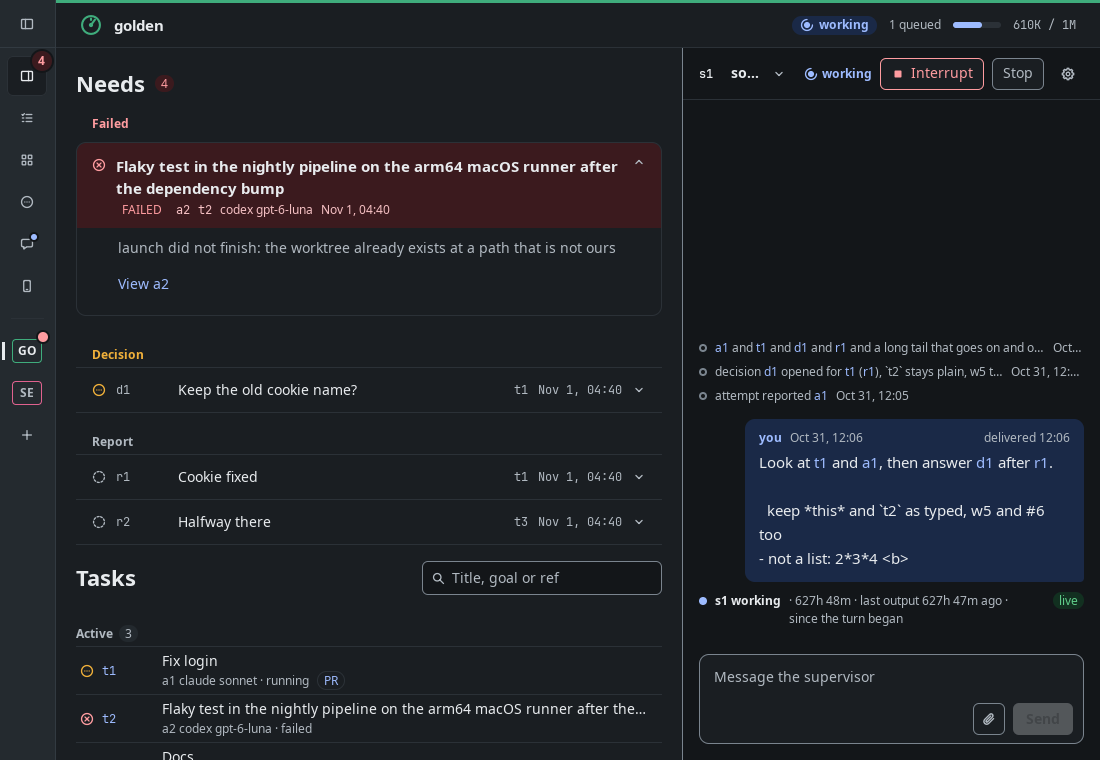 golden
working
1 queued
610K / 1M
4
GO
SE
Needs 4
Failed
Flaky test in the nightly pipeline on the arm64 macOS runner after
the dependency bump
FAILED a2 t2 codex gpt-6-luna Nov 1, 04:40
launch did not finish: the worktree already exists at a path that is not ours
View a2
Decision
d1 Keep the old cookie name? t1 Nov 1, 04:40
Report
r1 Cookie fixed t1 Nov 1, 04:40
r2 Halfway there t3 Nov 1, 04:40
Tasks
Title, goal or ref
Active 3
t1 Fix login
a1 claude sonnet · running PR
t2 Flaky test in the nightly pipeline on the arm64 macOS runner after the...
a2 codex gpt-6-luna · failed
Docs
s1 so... working Interrupt Stop
a1 and t1 and d1 and r1 and a long tail that goes on and o... Oct...
decision d1 opened for t1 (r1), `t2` stays plain, w5 t... Oct 31, 12:...
attempt reported a1 Oct 31, 12:05
you Oct 31, 12:06 delivered 12:06
Look at t1 and a1, then answer d1 after r1.
keep *this* and `t2` as typed, w5 and #6
too
- not a list: 2*3*4 <b>
s1 working · 627h 48m · last output 627h 47m ago ·
since the turn began
live
Message the supervisor
Send